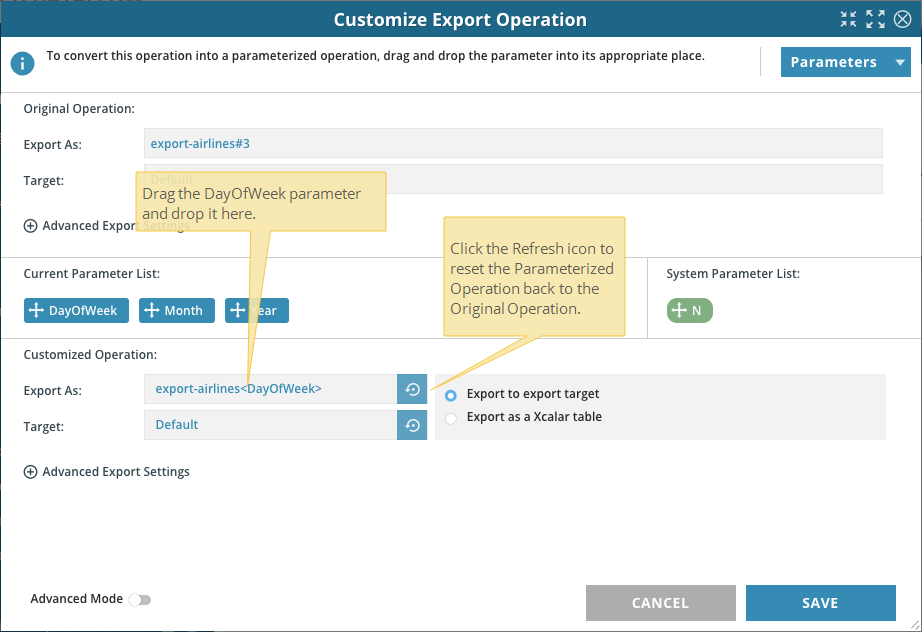 Customize Export Operation
To convert this operation into a parameterized operation, drag and drop the parameter into its appropriate place.
Parameters
Original Operation:
Export As:
export-airlines#3
Target:
Default
Drag the DayOfWeek parameter
and drop it here.
Advanced Export Settings
Click the Refresh icon to
reset the Parameterized
Operation back to the
Original Operation.
Current Parameter List:
System Parameter List:
DayOfWeek
Month
Year
N
Customized Operation:
Export As:
export-airlines<DayOfWeek>
Export to export target
Export as a Xcalar table
Target:
Default
Advanced Export Settings
Advanced Mode
CANCEL
SAVE